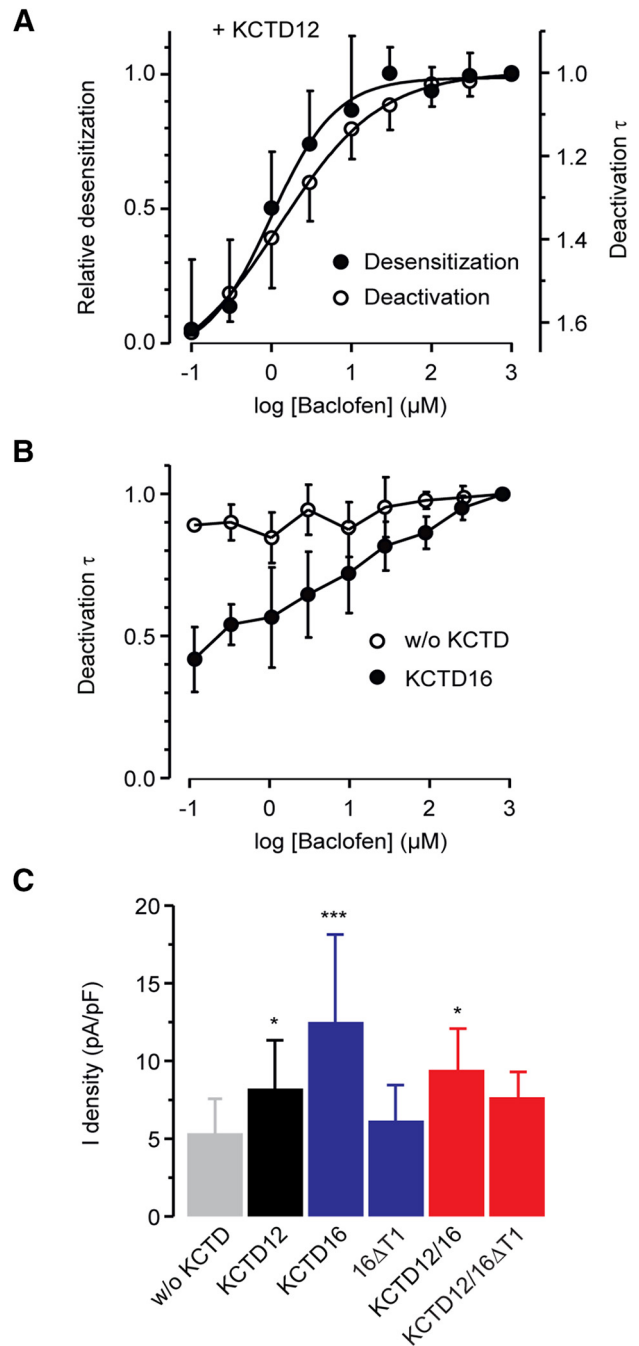 A
+ KCTD12
Relative desensitization
1.0
0.5
0.0
Deactivation τ
1.0
1.2
1.4
1.6
Desensitization
Deactivation
-1 0 1 2 3
log [Baclofen] (µM)
B
Deactivation τ
1.0
0.5
0.0
w/o KCTD
KCTD16
-1 0 1 2 3
log [Baclofen] (µM)
C
I density (pA/pF)
20
15
10
5
0
*
***
*
w/o KCTD
KCTD12
KCTD16
16ΔT1
KCTD12/16
KCTD12/16ΔT1